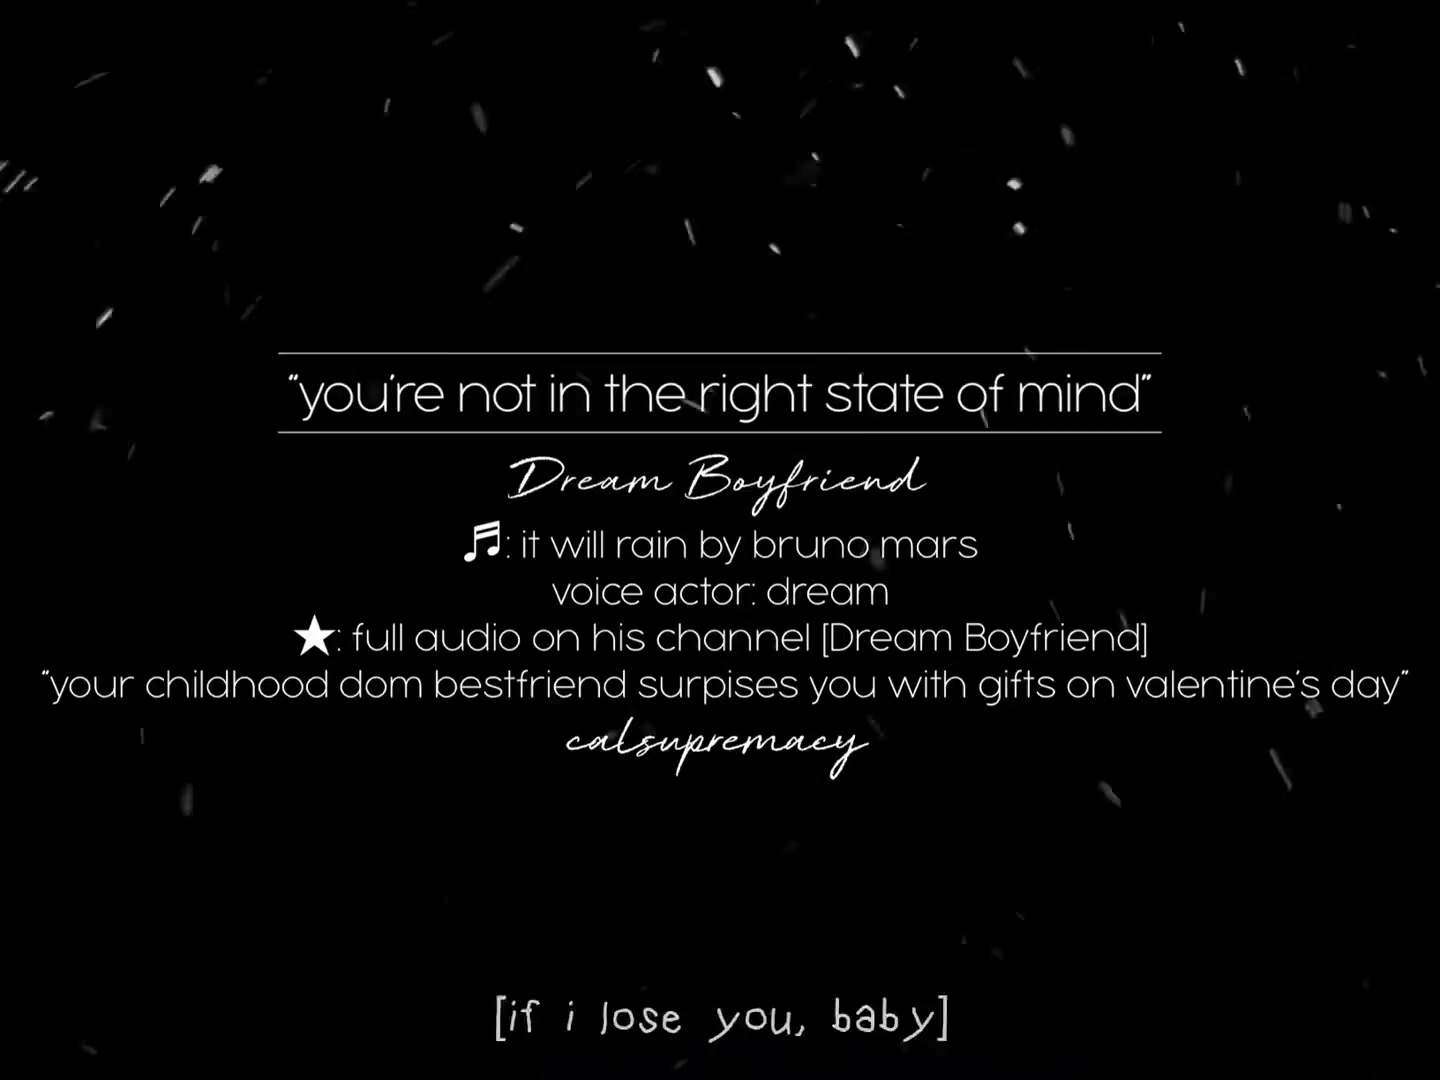 "you're not in the right state of mind"
Dream Boyfriend
🎵: it will rain by bruno mars
voice actor: dream
★: full audio on his channel [Dream Boyfriend]
"your childhood dom bestfriend surpises you with gifts on valentine's day"
calsupremacy
[if i lose you, baby]